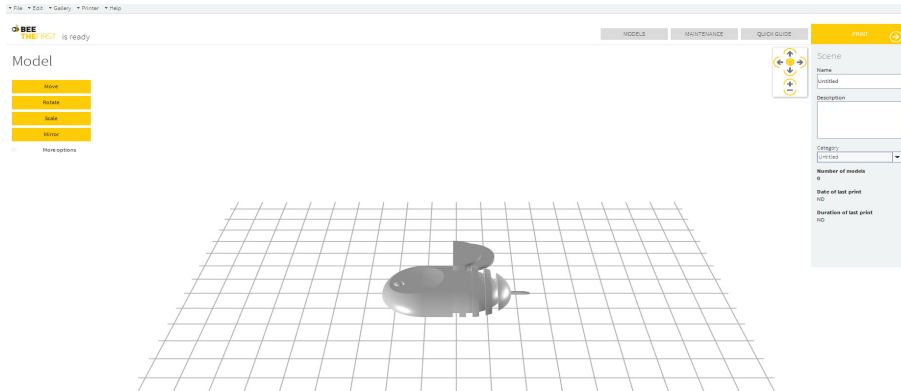 File Edit Gallery Printer Help
BEE
THEFIRST is ready
MODELS MAINTENANCE QUICK GUIDE PRINT
Model
Move
Rotate
Scale
Mirror
More options
Scene
Name
Untitled
Description
Category
Untitled
Number of models
0
Date of last print
ND
Duration of last print
ND